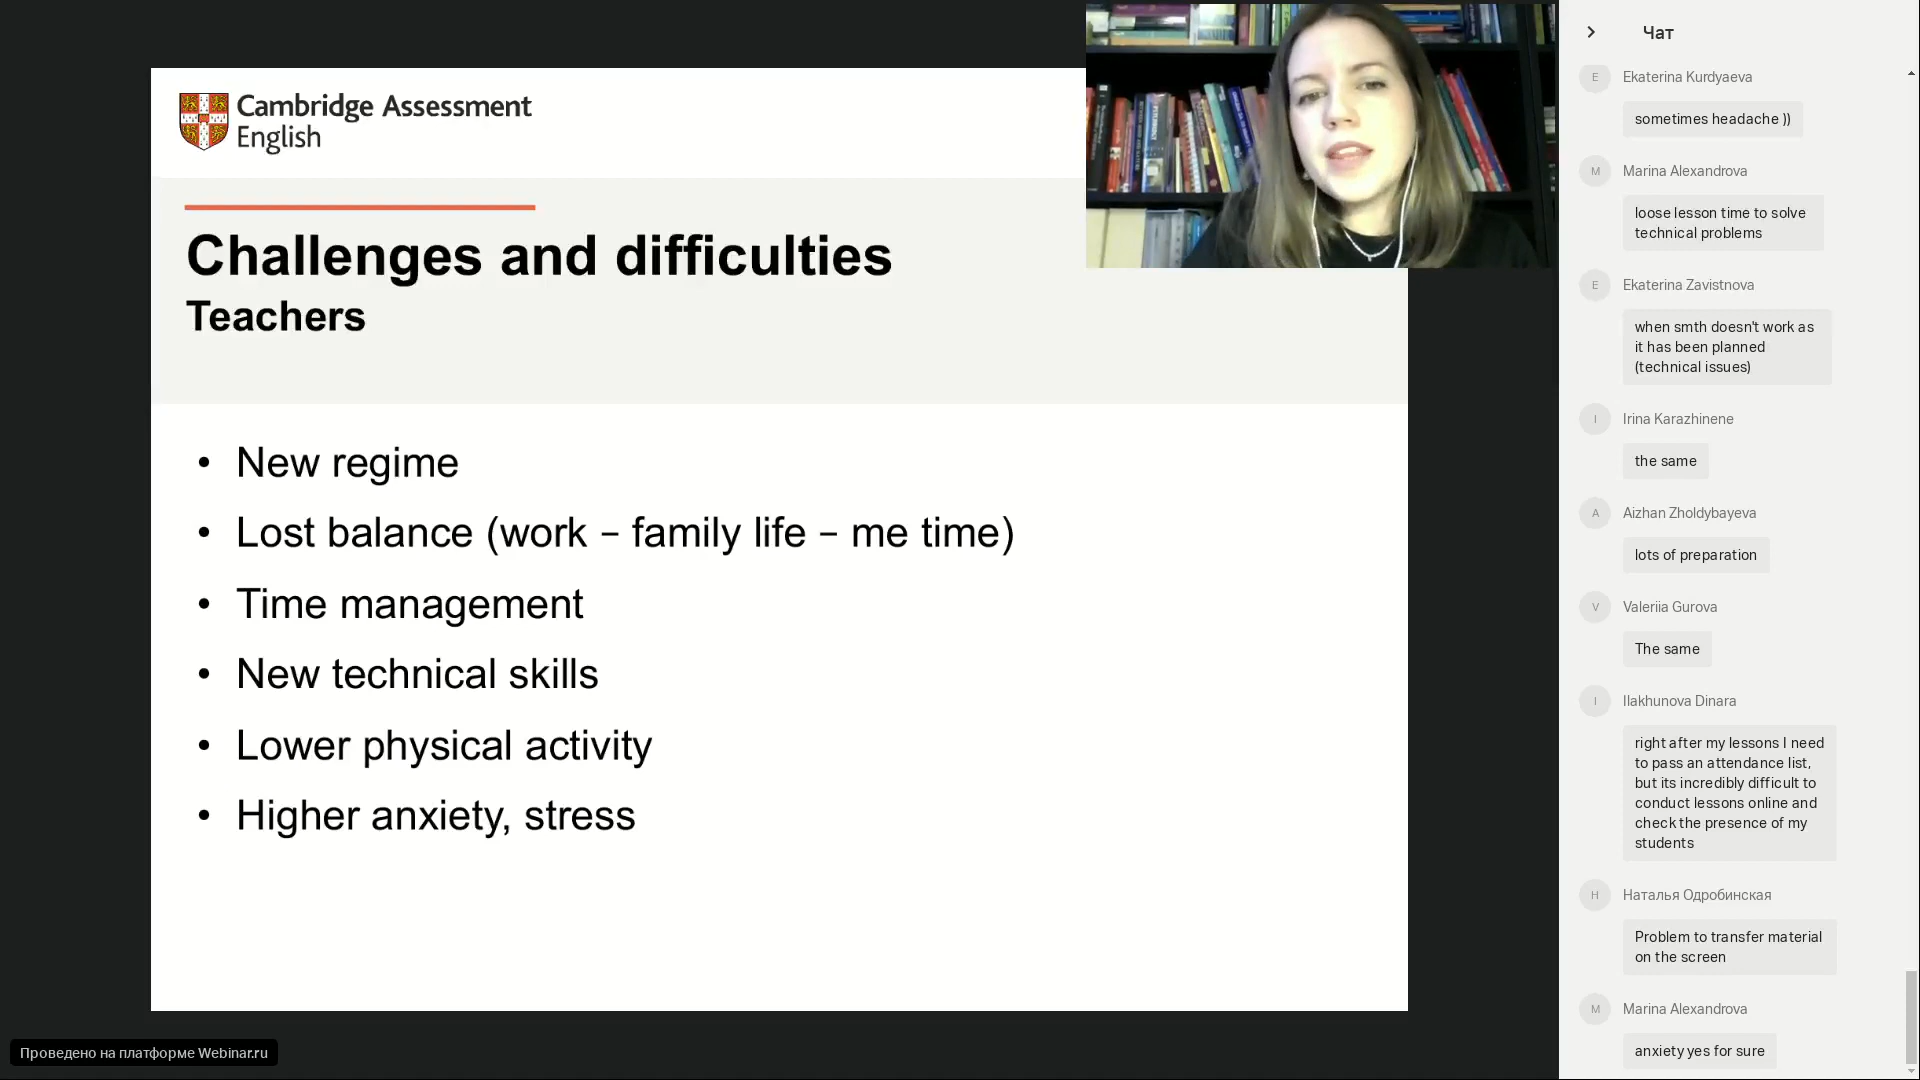 Cambridge Assessment
English
Challenges and difficulties
Teachers
• New regime
• Lost balance (work – family life – me time)
• Time management
• New technical skills
• Lower physical activity
• Higher anxiety, stress
Проведено на платформе Webinar.ru
Чат
E
Ekaterina Kurdyaeva
sometimes headache ))
M
Marina Alexandrova
loose lesson time to solve
technical problems
E
Ekaterina Zavistnova
when smth doesn't work as
it has been planned
(technical issues)
I
Irina Karazhinene
the same
A
Aizhan Zholdybayeva
lots of preparation
V
Valeriia Gurova
The same
I
Ilakhunova Dinara
right after my lessons I need
to pass an attendance list,
but its incredibly difficult to
conduct lessons online and
check the presence of my
students
Н
Наталья Одробинская
Problem to transfer material
on the screen
M
Marina Alexandrova
anxiety yes for sure